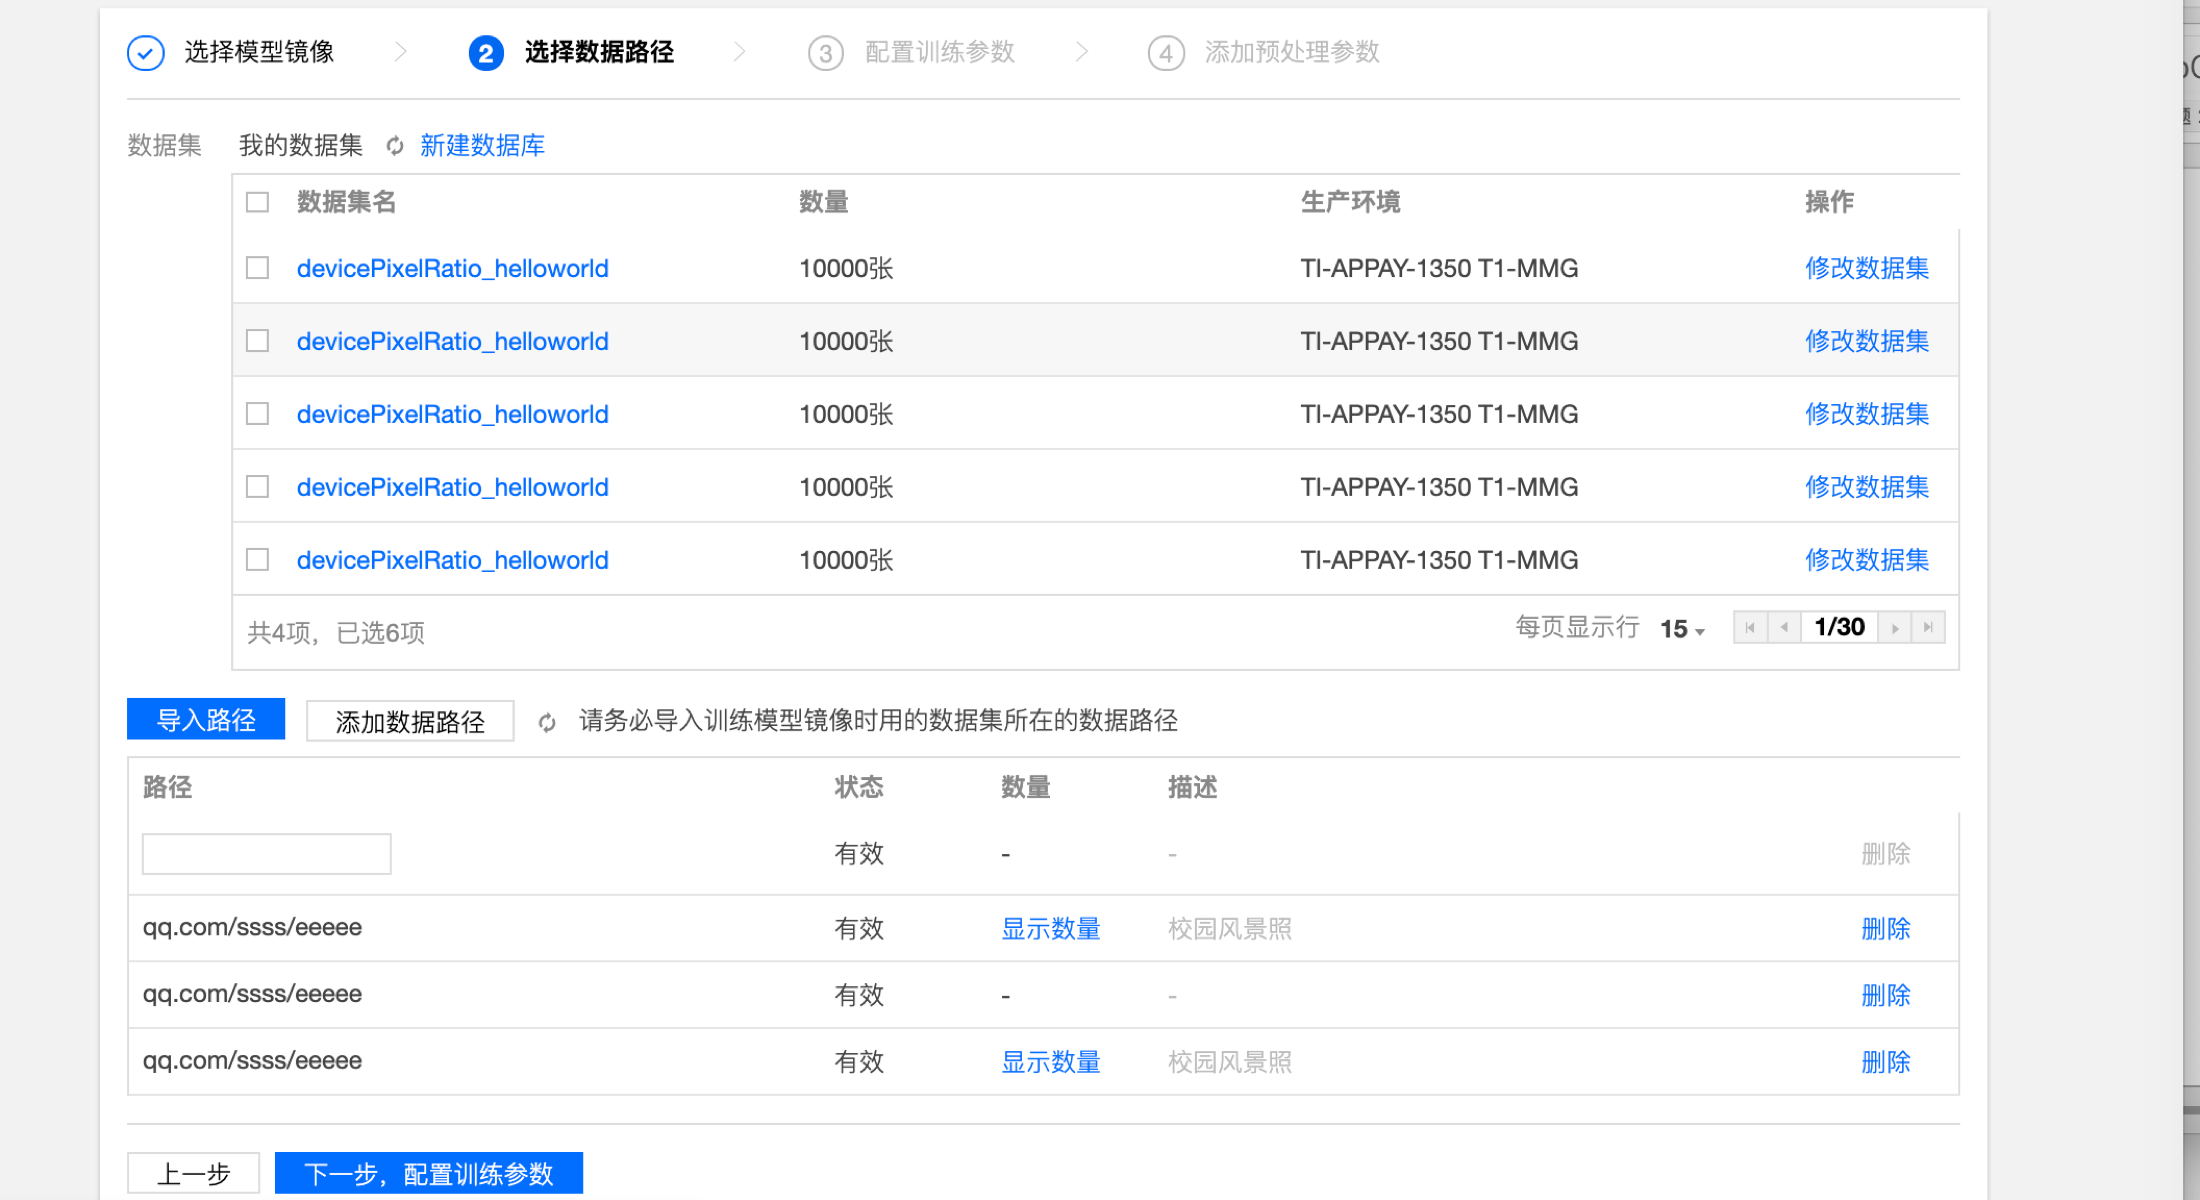 选择模型镜像 2 选择数据路径 3 配置训练参数 4 添加预处理参数
数据集 我的数据集 新建数据库
数据集名 数量 生产环境 操作
devicePixelRatio_helloworld 10000张 TI-APPAY-1350 T1-MMG 修改数据集
devicePixelRatio_helloworld 10000张 TI-APPAY-1350 T1-MMG 修改数据集
devicePixelRatio_helloworld 10000张 TI-APPAY-1350 T1-MMG 修改数据集
devicePixelRatio_helloworld 10000张 TI-APPAY-1350 T1-MMG 修改数据集
devicePixelRatio_helloworld 10000张 TI-APPAY-1350 T1-MMG 修改数据集
共4项，已选6项 每页显示行 15 1/30
导入路径 添加数据路径 请务必导入训练模型镜像时用的数据集所在的数据路径
路径 状态 数量 描述
有效 - - 删除
qq.com/ssss/eeeee 有效 显示数量 校园风景照 删除
qq.com/ssss/eeeee 有效 - - 删除
qq.com/ssss/eeeee 有效 显示数量 校园风景照 删除
上一步 下一步，配置训练参数